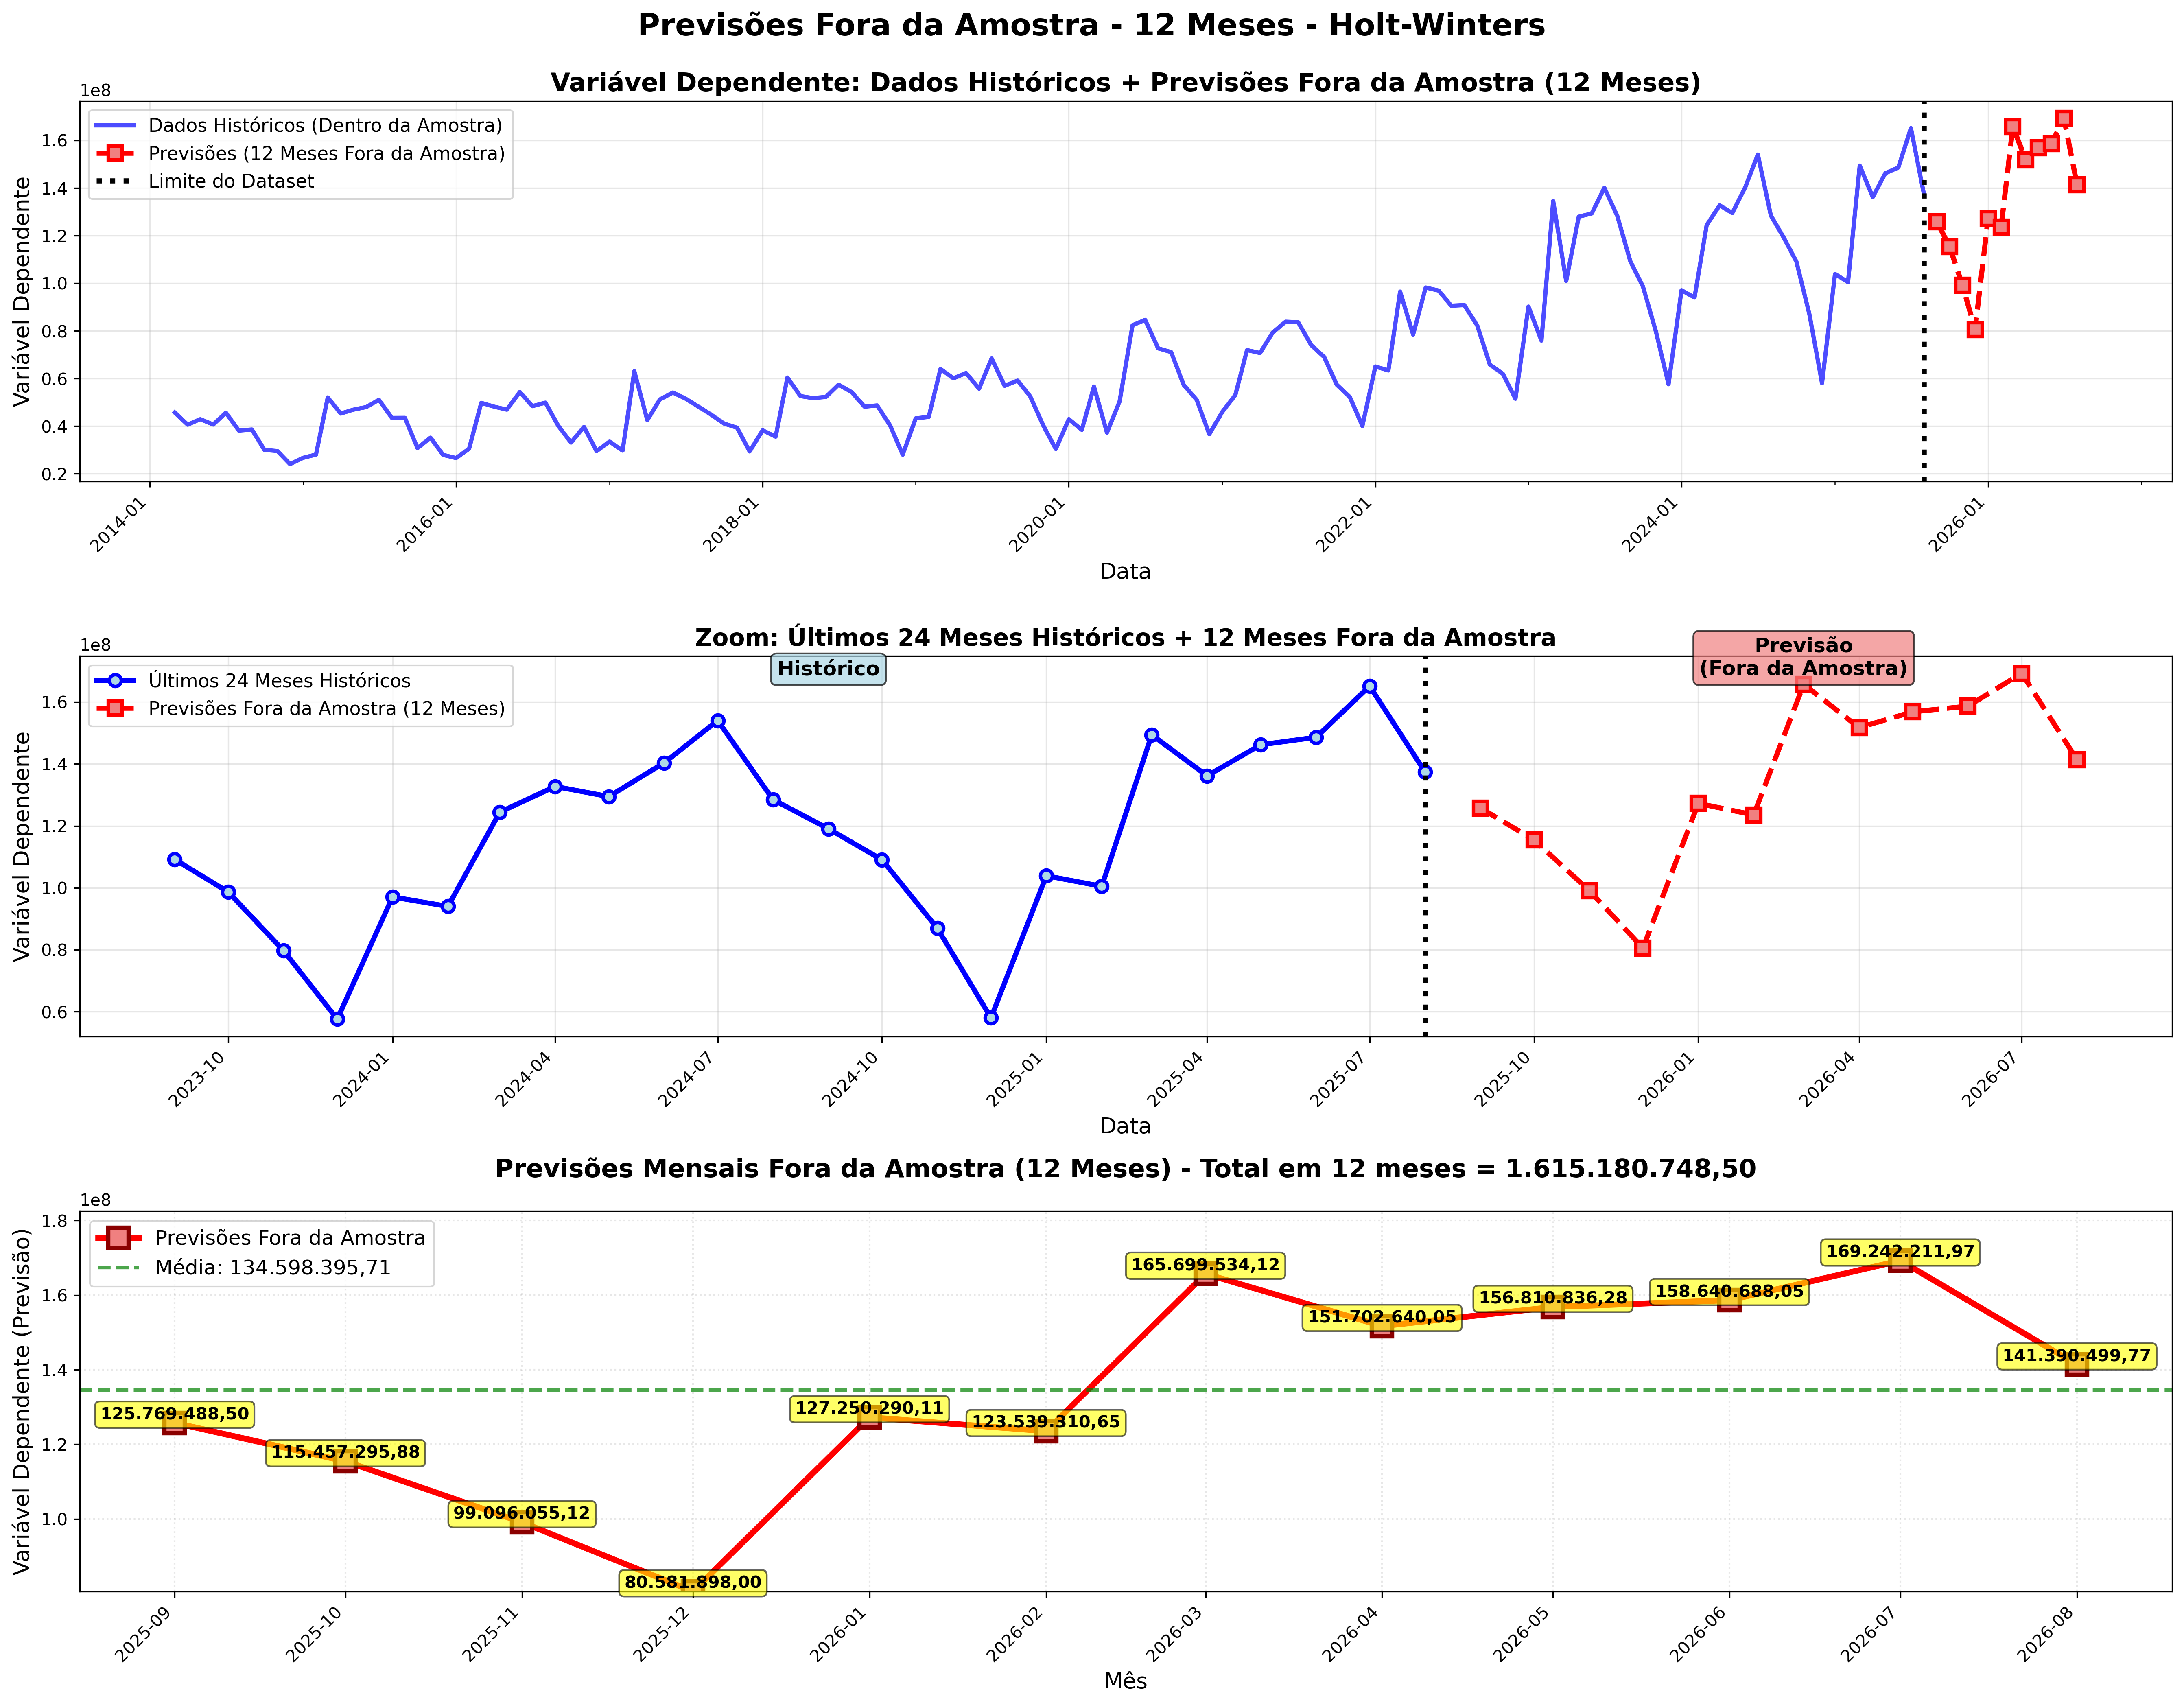 Previsões Fora da Amostra - 12 Meses - Holt-Winters
Variável Dependente: Dados Históricos + Previsões Fora da Amostra (12 Meses)
1e8
Dados Históricos (Dentro da Amostra)
Previsões (12 Meses Fora da Amostra)
Limite do Dataset
1.6
1.4
1.2
1.0
0.8
0.6
0.4
0.2
Variável Dependente
2014-01
2016-01
2018-01
2020-01
2022-01
2024-01
2026-01
Data
Zoom: Últimos 24 Meses Históricos + 12 Meses Fora da Amostra
1e8
Últimos 24 Meses Históricos
Previsões Fora da Amostra (12 Meses)
Histórico
Previsão
(Fora da Amostra)
1.6
1.4
1.2
1.0
0.8
0.6
Variável Dependente
2023-10
2024-01
2024-04
2024-07
2024-10
2025-01
2025-04
2025-07
2025-10
2026-01
2026-04
2026-07
Data
Previsões Mensais Fora da Amostra (12 Meses) - Total em 12 meses = 1.615.180.748,50
1e8
Previsões Fora da Amostra
Média: 134.598.395,71
1.8
1.6
1.4
1.2
1.0
Variável Dependente (Previsão)
125.769.488,50
115.457.295,88
99.096.055,12
80.581.898,00
127.250.290,11
123.539.310,65
165.699.534,12
151.702.640,05
156.810.836,28
158.640.688,05
169.242.211,97
141.390.499,77
2025-09
2025-10
2025-11
2025-12
2026-01
2026-02
2026-03
2026-04
2026-05
2026-06
2026-07
2026-08
Mês